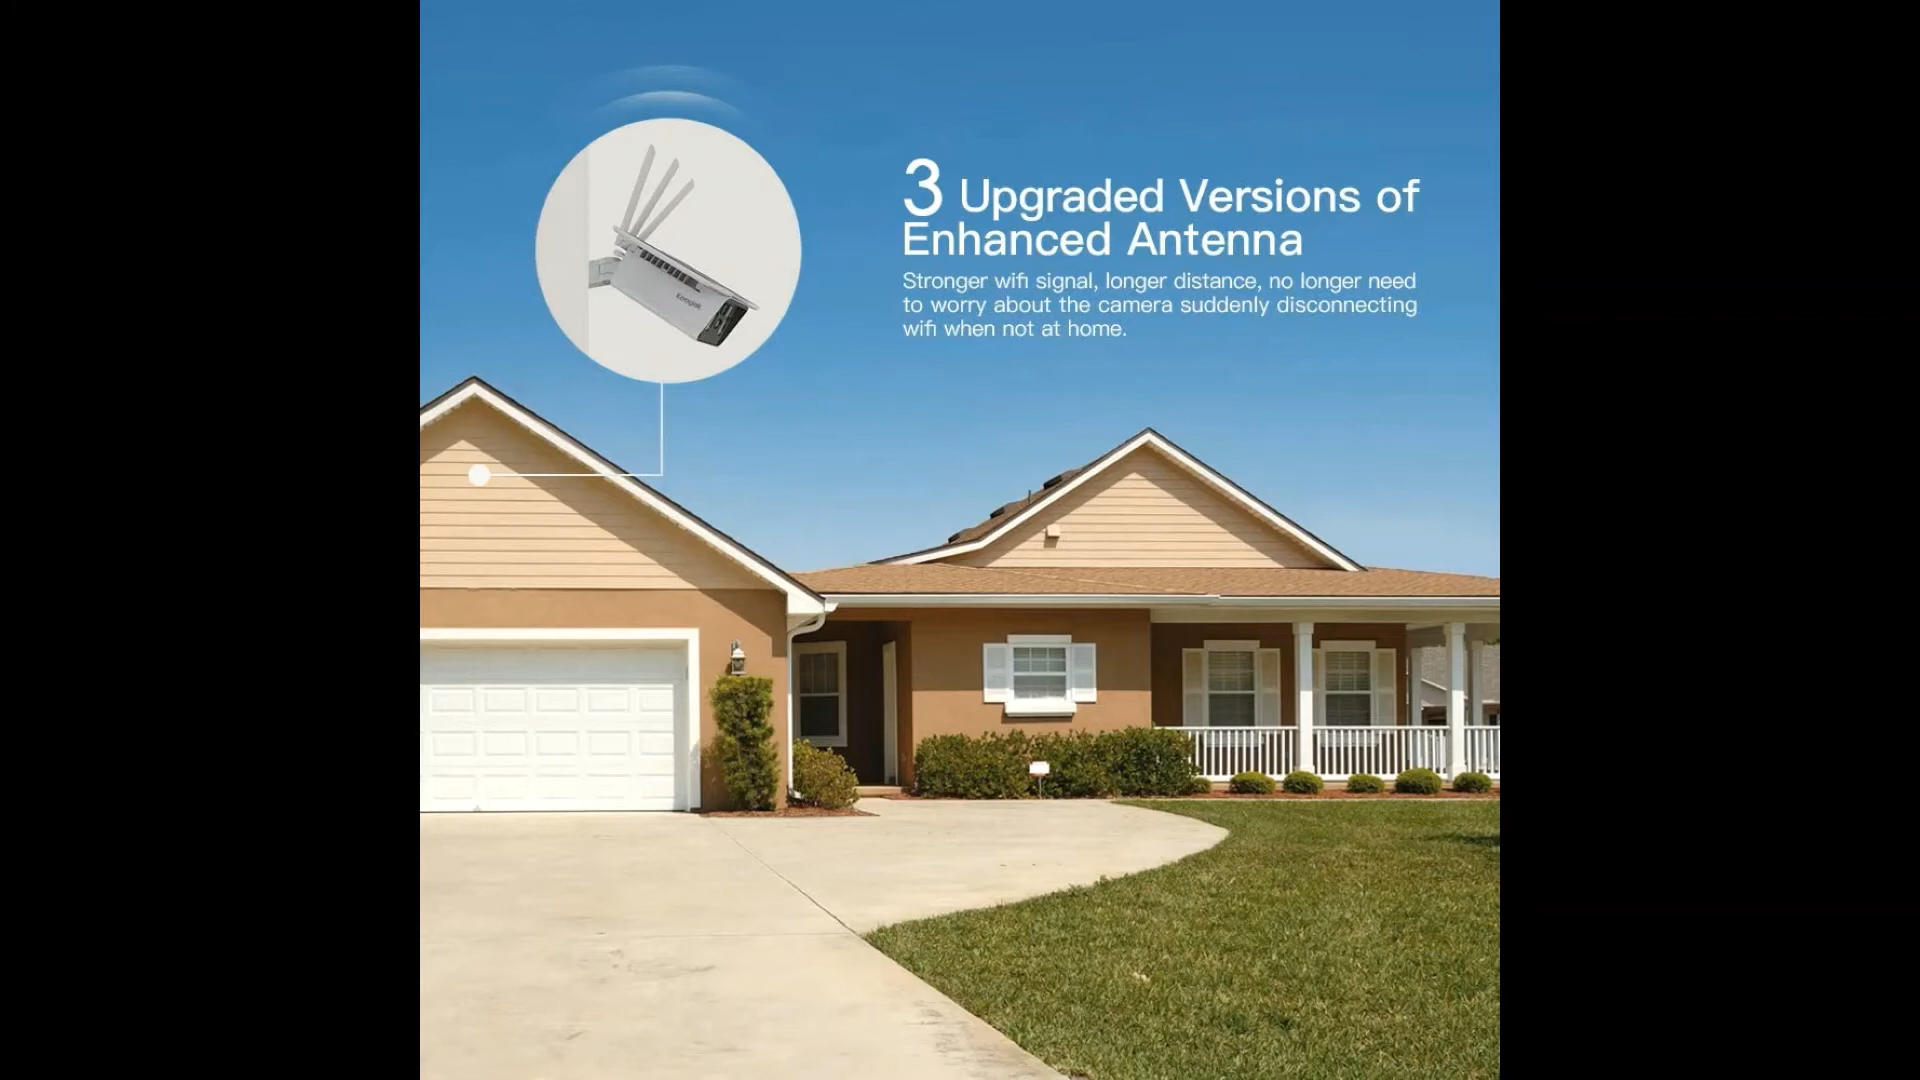 3 Upgraded Versions of
Enhanced Antenna
Stronger wifi signal, longer distance, no longer need
to worry about the camera suddenly disconnecting
wifi when not at home.